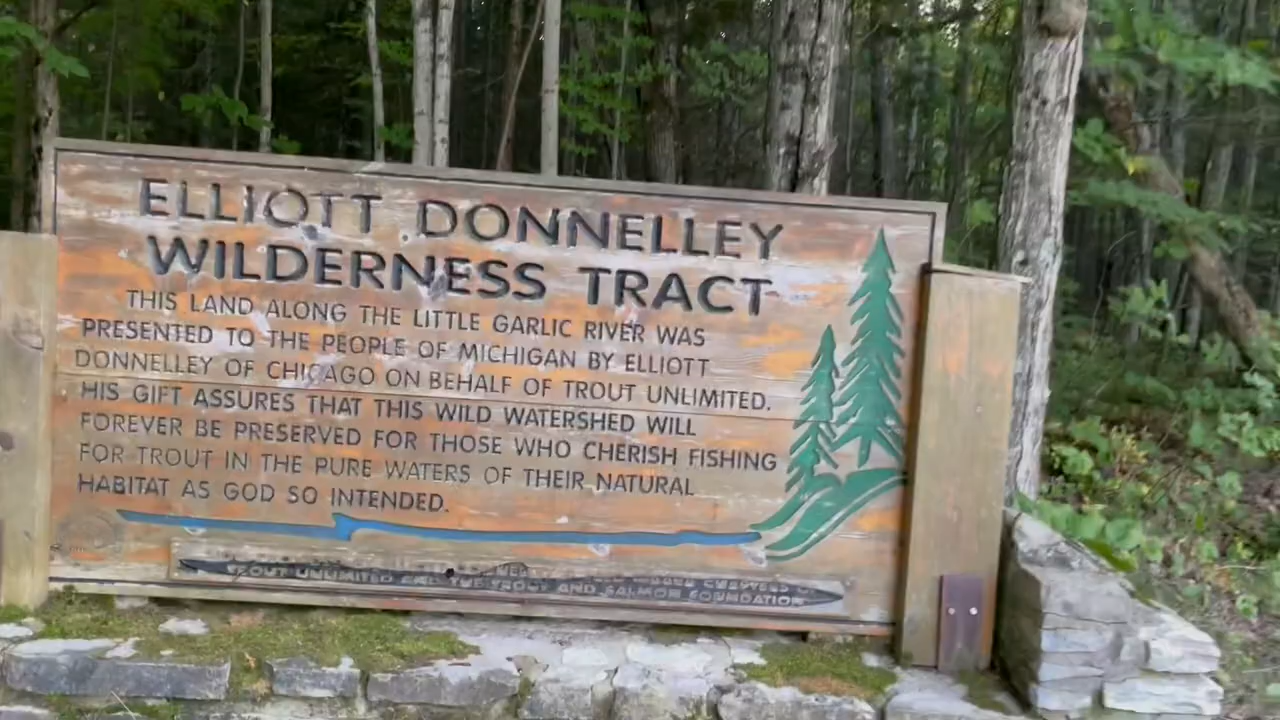 ELLIOTT DONNELLEY
WILDERNESS TRACT
THIS LAND ALONG THE LITTLE GARLIC RIVER WAS
PRESENTED TO THE PEOPLE OF MICHIGAN BY ELLIOTT
DONNELLEY OF CHICAGO ON BEHALF OF TROUT UNLIMITED.
HIS GIFT ASSURES THAT THIS WILD WATERSHED WILL
FOREVER BE PRESERVED FOR THOSE WHO CHERISH FISHING
FOR TROUT IN THE PURE WATERS OF THEIR NATURAL
HABITAT AS GOD SO INTENDED.
TROUT UNLIMITED AND THE TROUT AND SALMON FOUNDATION